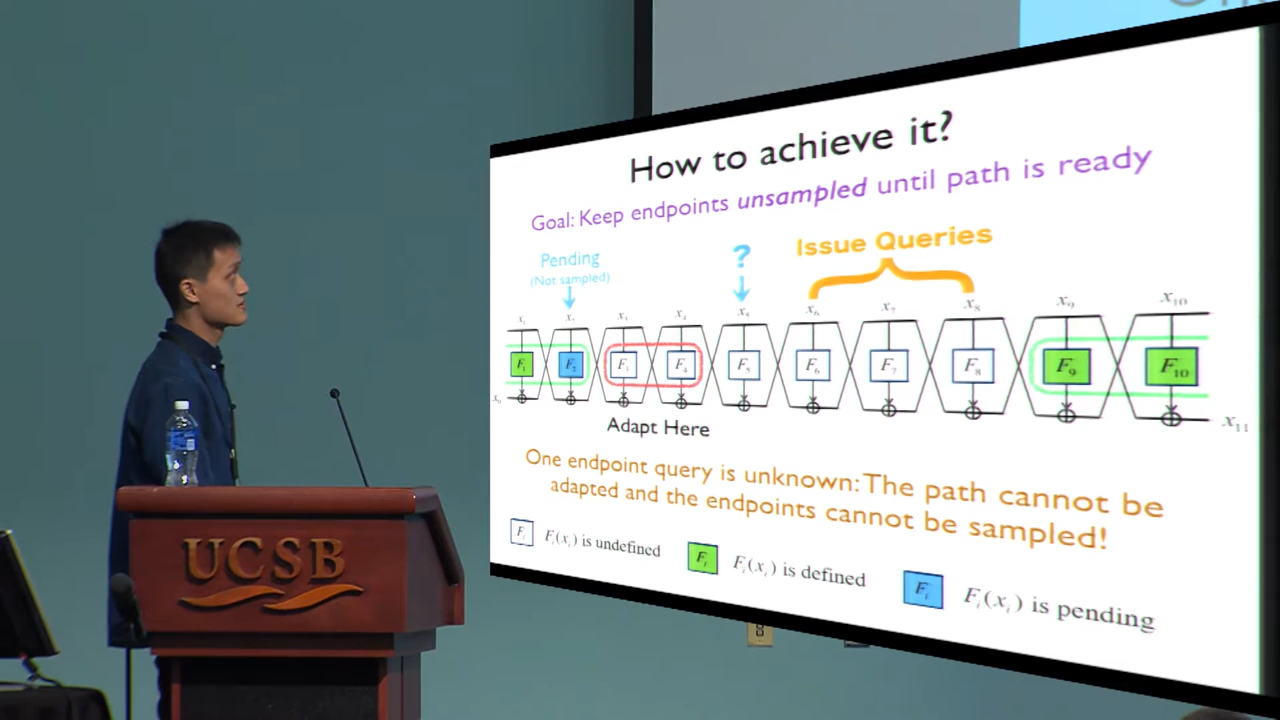 How to achieve it?
Goal: Keep endpoints unsampled until path is ready
Pending
(Not sampled)
?
Issue Queries
x₁ x₂ x₃ x₄ x₅ x₆ x₇ x₈ x₉ x₁₀
F₁ F₂ F₃ F₄ F₅ F₆ F₇ F₈ F₉ F₁₀
x₀
x₁₁
Adapt Here
One endpoint query is unknown: The path cannot be
adapted and the endpoints cannot be sampled!
Fᵢ Fᵢ(xᵢ) is undefined
Fᵢ Fᵢ(xᵢ) is defined
Fᵢ Fᵢ(xᵢ) is pending
UCSB